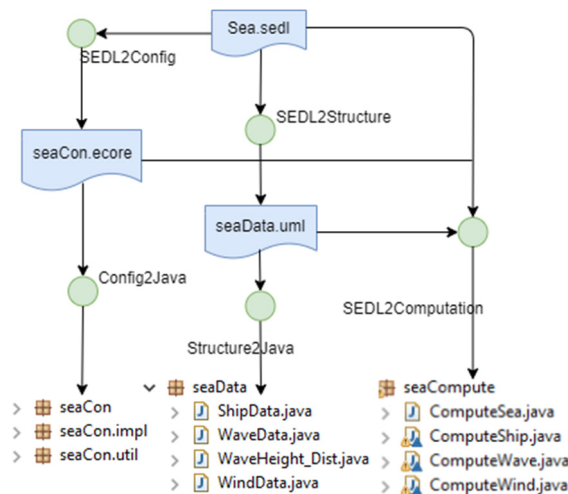 Sea.sedl
SEDL2Config
SEDL2Structure
seaCon.ecore
seaData.uml
Config2Java
SEDL2Computation
Structure2Java
seaCon
seaCon.impl
seaCon.util
seaData
ShipData.java
WaveData.java
WaveHeight_Dist.java
WindData.java
seaCompute
ComputeSea.java
ComputeShip.java
ComputeWave.java
ComputeWind.java